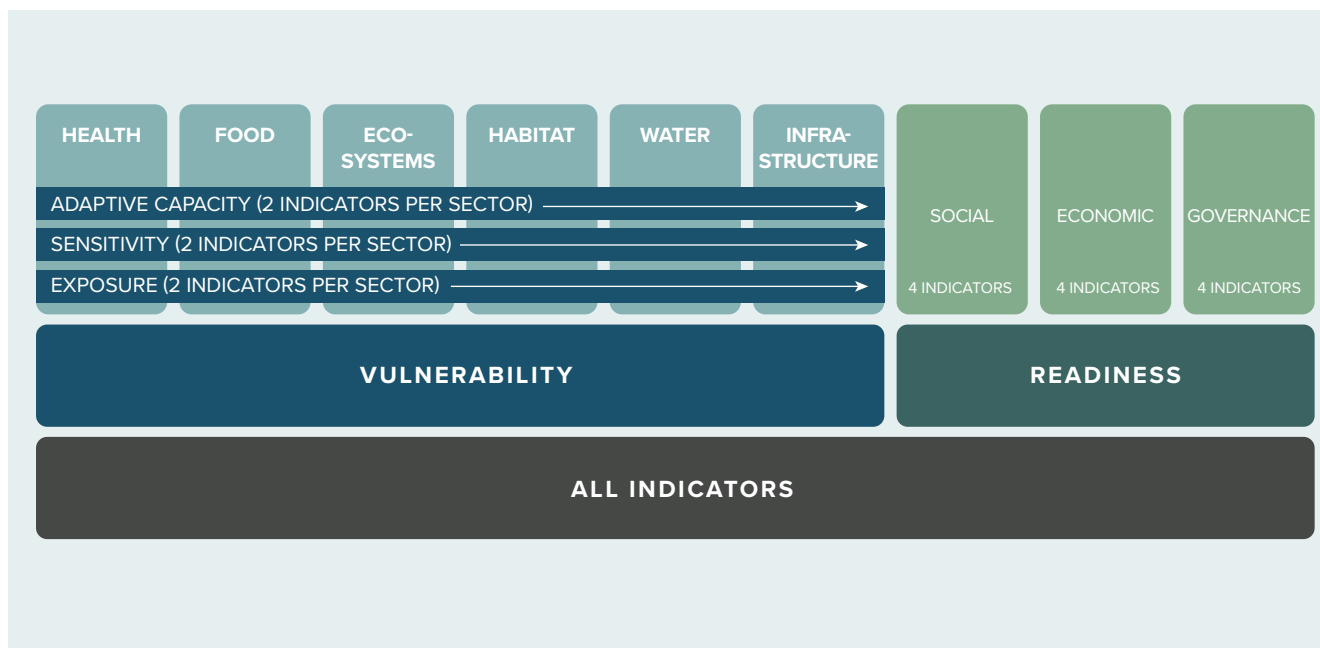 HEALTH
FOOD
ECO-
SYSTEMS
HABITAT
WATER
INFRA-
STRUCTURE
ADAPTIVE CAPACITY (2 INDICATORS PER SECTOR)
SENSITIVITY (2 INDICATORS PER SECTOR)
EXPOSURE (2 INDICATORS PER SECTOR)
SOCIAL
4 INDICATORS
ECONOMIC
4 INDICATORS
GOVERNANCE
4 INDICATORS
VULNERABILITY
READINESS
ALL INDICATORS